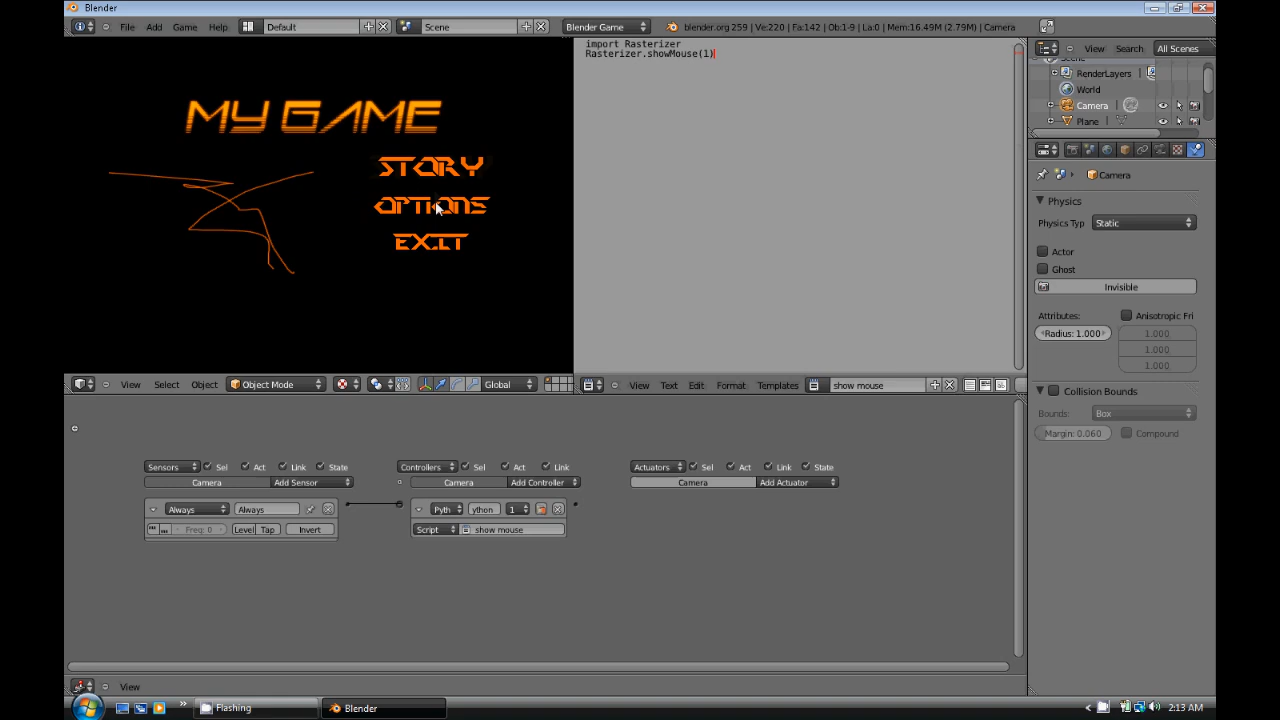 Blender
File Add Game Help Default Scene Blender Game blender.org 259 | Ve:220 | Fa:142 | Ob:1-9 | La:0 | Mem:16.49M (2.79M) | Camera
import Rasterizer
Rasterizer.showMouse(1)
MY GAME
STORY
OPTIONS
EXIT
View Search All Scenes
Scene
RenderLayers
World
Camera
Plane
Camera
Physics
Physics Typ Static
Actor
Ghost
Invisible
Attributes: Anisotropic Fri
Radius: 1.000 1.000
1.000
1.000
Collision Bounds
Bounds: Box
Margin: 0.060 Compound
View Select Object Object Mode Global
View Text Edit Format Templates show mouse
Sensors Sel Act Link State
Camera Add Sensor
Always Always
Freq: 0 Level Tap Invert
Controllers Sel Act Link
Camera Add Controller
Pyth ython 1
Script show mouse
Actuators Sel Act Link State
Camera Add Actuator
View
Flashing Blender 2:13 AM